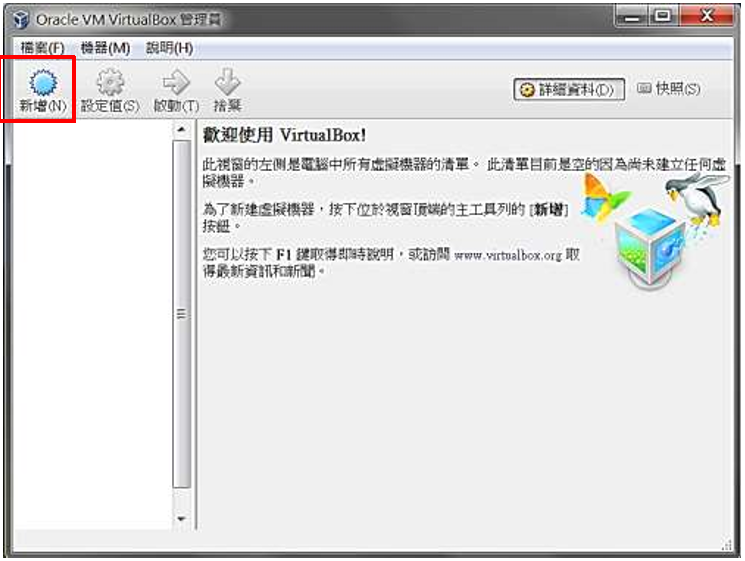 Oracle VM VirtualBox 管理員
檔案(F) 機器(M) 說明(H)
新增(N) 設定值(S) 啟動(T) 捨棄 詳細資料(D) 快照(S)
歡迎使用 VirtualBox!
此視窗的左側是電腦中所有虛擬機器的清單。 此清單目前是空的因為尚未建立任何虛
擬機器。
為了新建虛擬機器，按下位於視窗頂端的主工具列的 [新增]
按鈕。
您可以按下 F1 鍵取得即時說明，或訪問 www.virtualbox.org 取
得最新資訊和新聞。